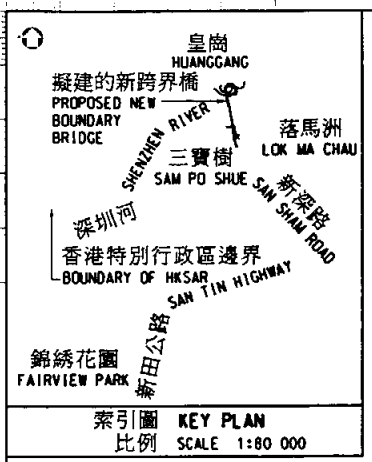 皇崗
HUANGGANG
擬建的新跨界橋
PROPOSED NEW
BOUNDARY
BRIDGE
SHENZHEN RIVER
落馬洲
LOK MA CHAU
三寶樹
SAM PO SHUE
新深路
SAN SHAM ROAD
深圳河
香港特別行政區邊界
BOUNDARY OF HKSAR
SAN TIN HIGHWAY
新田公路
錦綉花園
FAIRVIEW PARK
索引圖 KEY PLAN
比例 SCALE 1:80 000